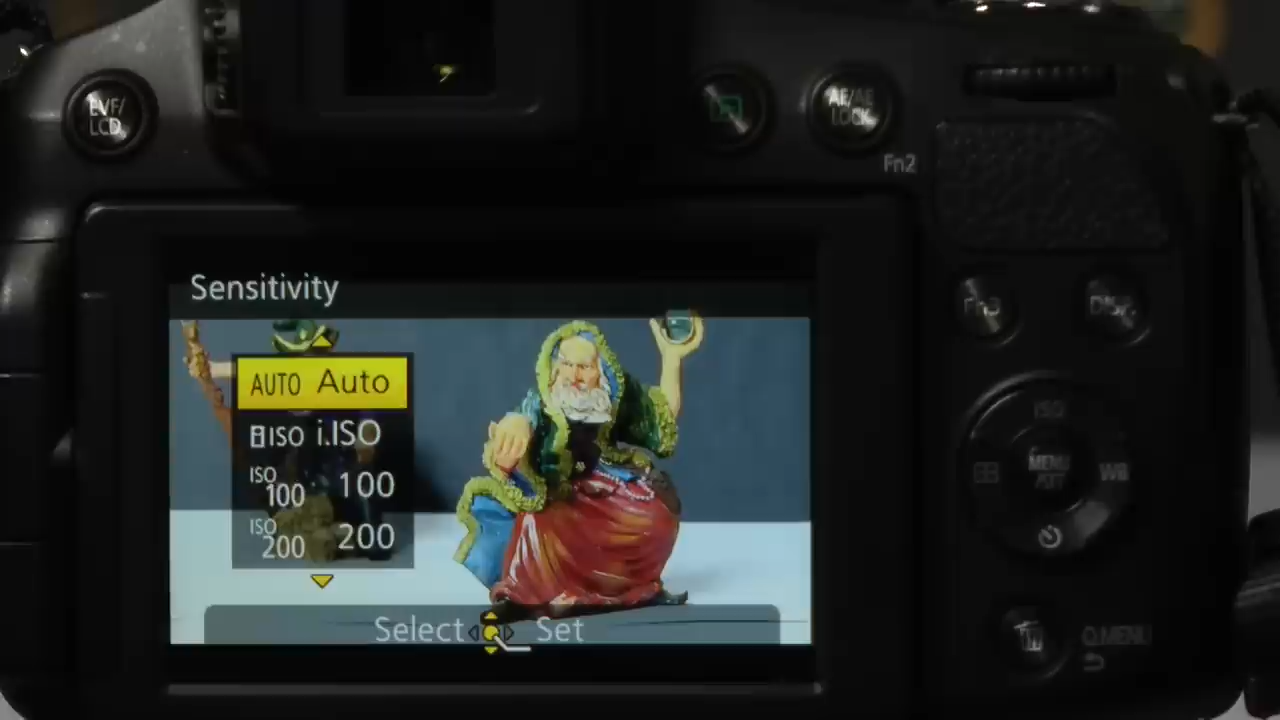 EVF/
LCD
AF/AE
LOCK
Fn2
Sensitivity
AUTO Auto
ISO i.ISO
ISO 100 100
ISO 200 200
Select Set
Fn3
DISP.
ISO
MENU
/SET
WB
Q.MENU